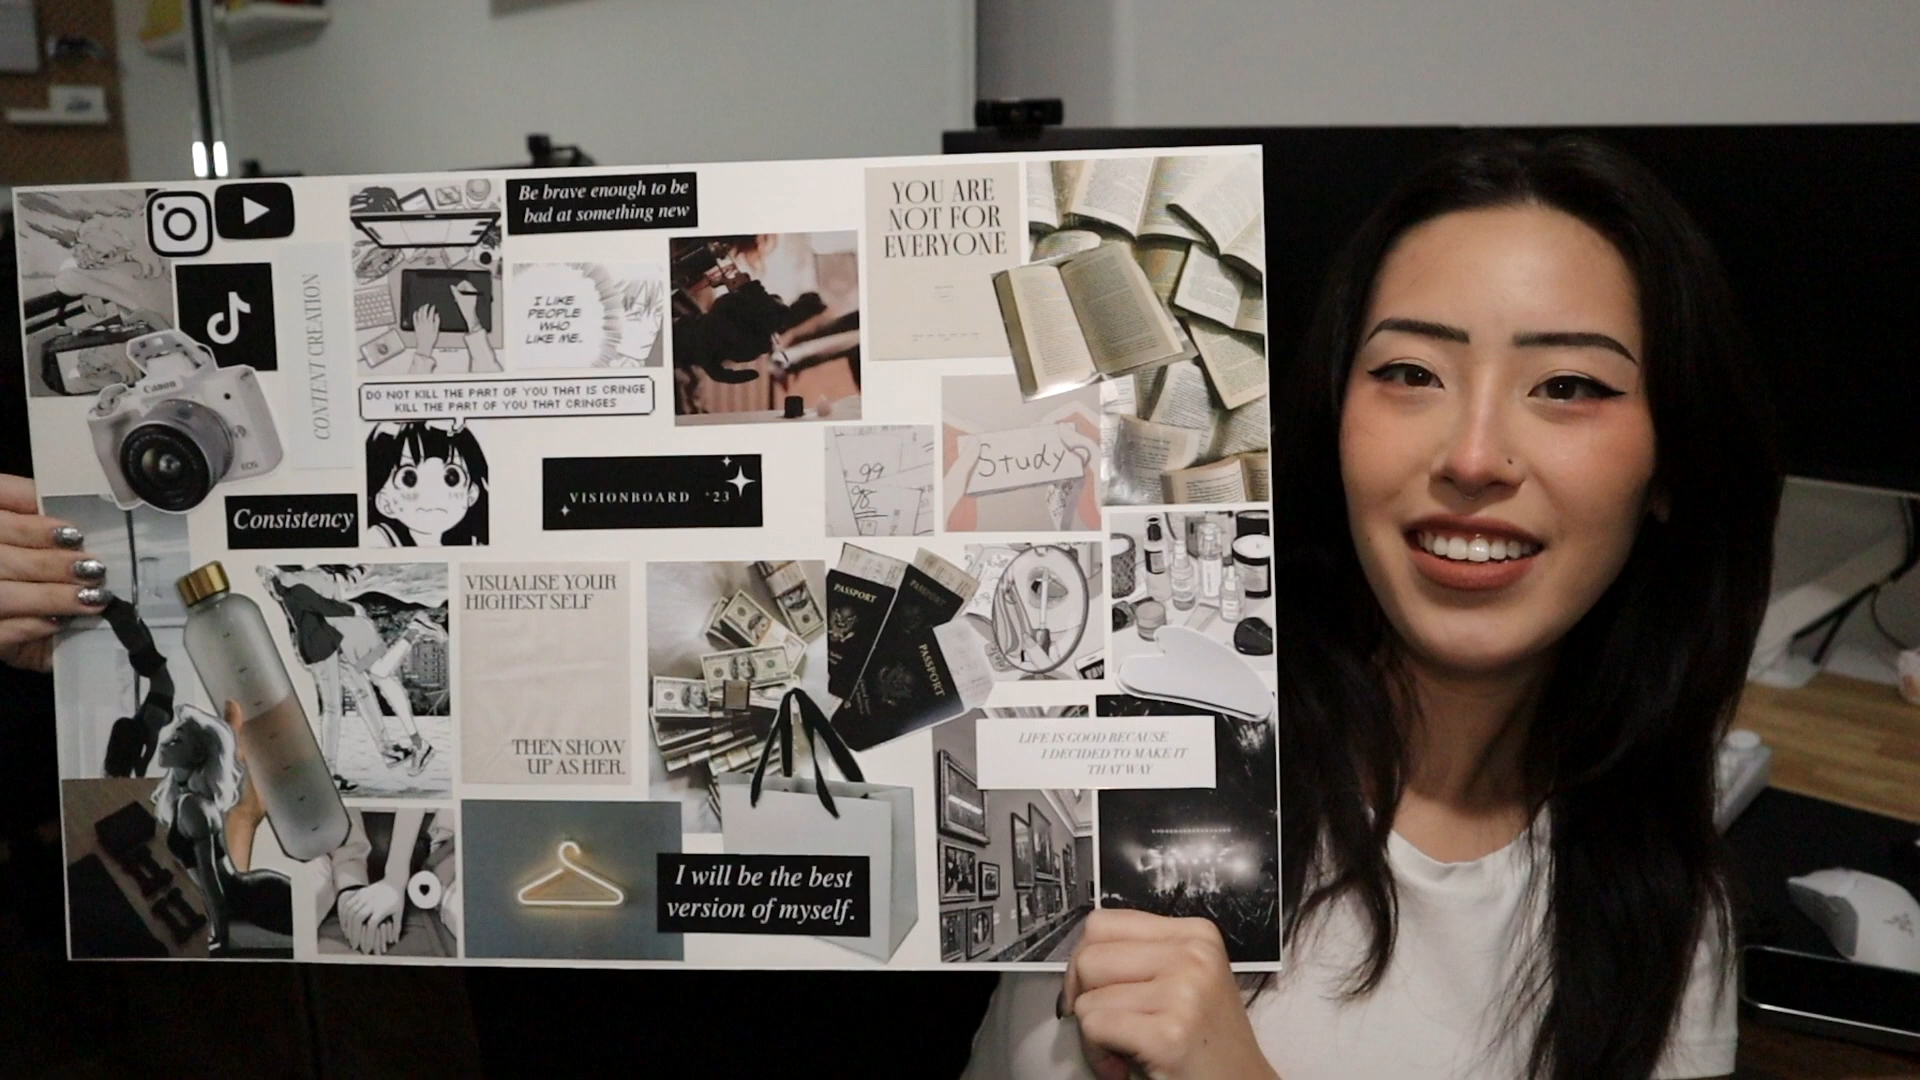 Be brave enough to be
bad at something new
YOU ARE
NOT FOR
EVERYONE
CONTENT CREATION
I LIKE
PEOPLE
WHO
LIKE ME.
Canon
EOS
DO NOT KILL THE PART OF YOU THAT IS CRINGE
KILL THE PART OF YOU THAT CRINGES
99
98
Study
VISIONBOARD '23
Consistency
VISUALISE YOUR
HIGHEST SELF
THEN SHOW
UP AS HER.
PASSPORT
PASSPORT
PASSPORT
LIFE IS GOOD BECAUSE
I DECIDED TO MAKE IT
THAT WAY
I will be the best
version of myself.